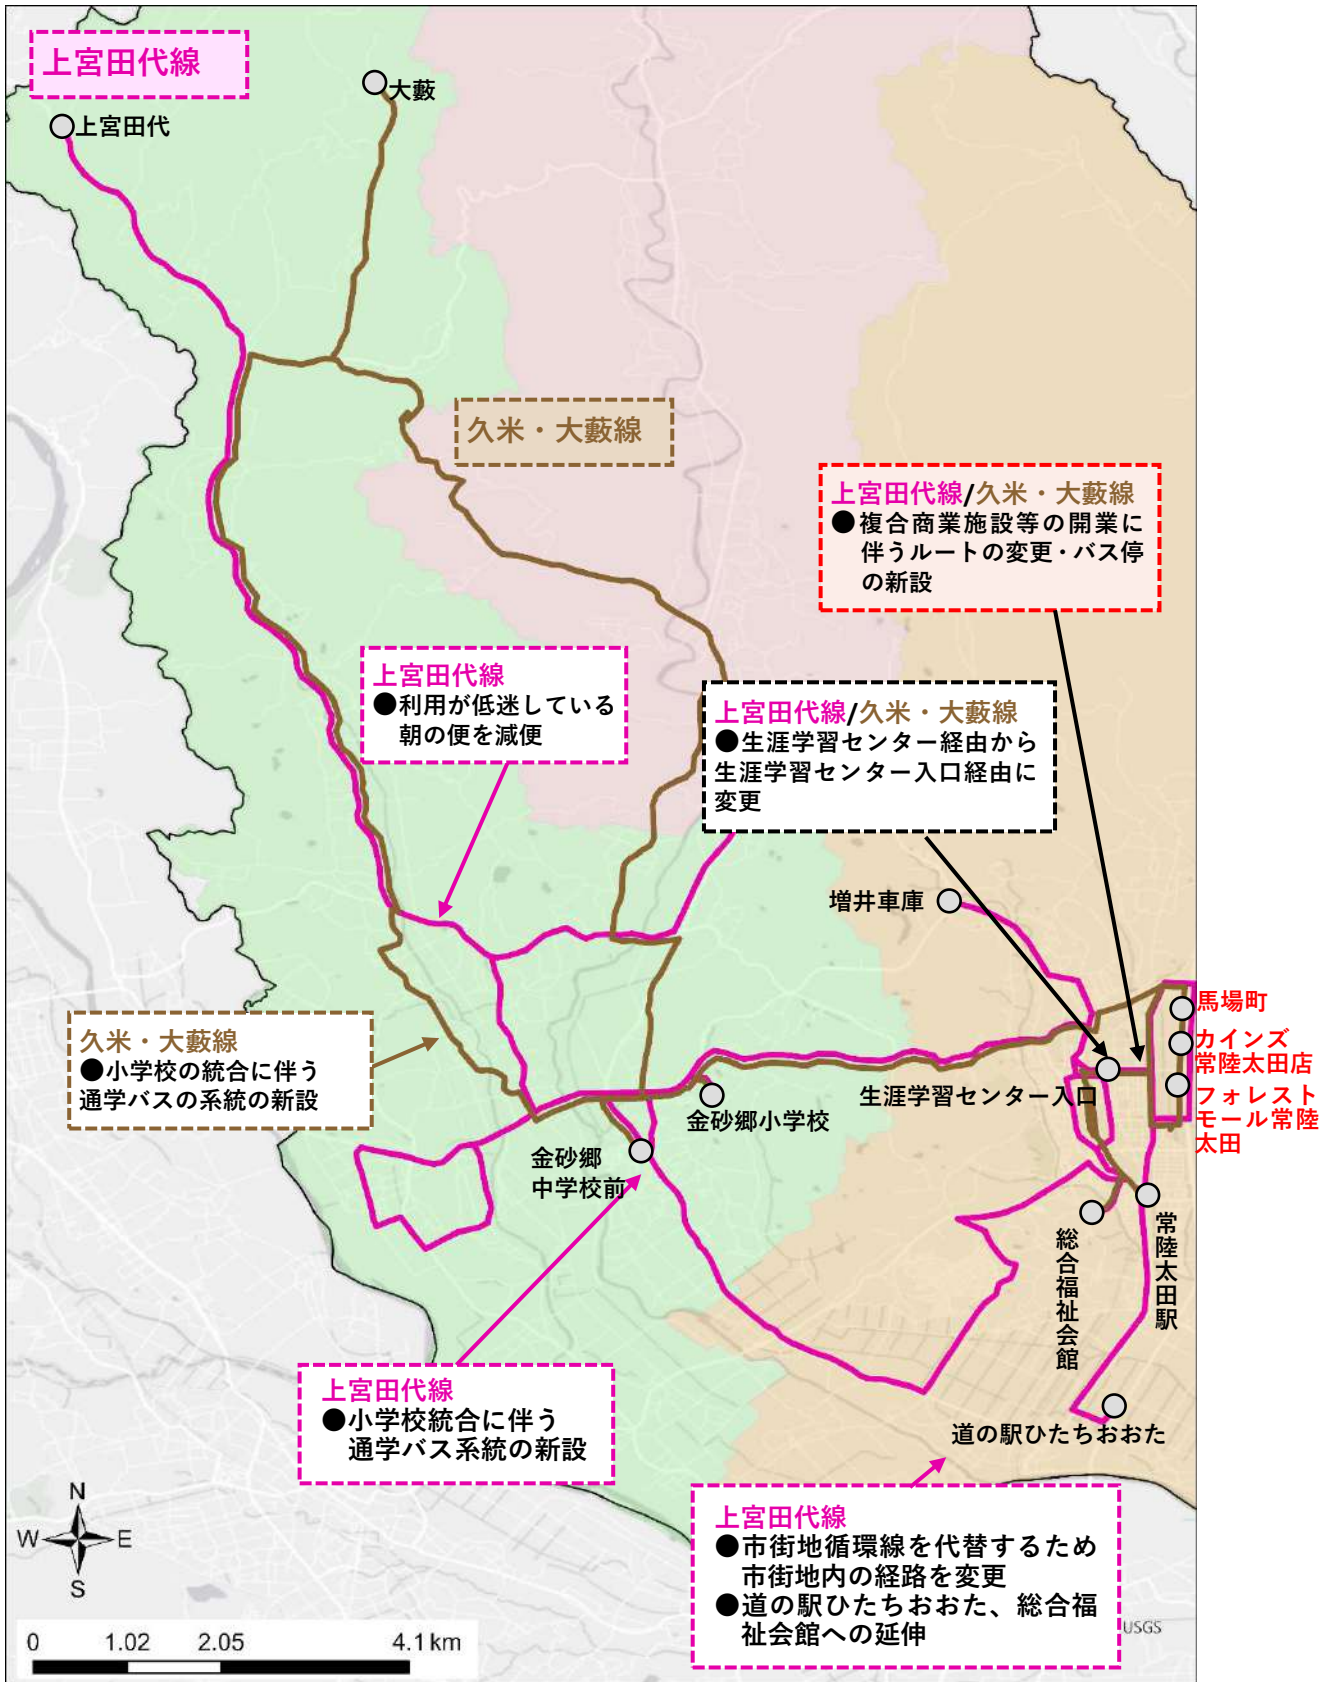 上宮田代線
大藪
上宮田代
久米・大藪線
上宮田代線/久米・大藪線
●複合商業施設等の開業に
伴うルートの変更・バス停
の新設
上宮田代線
●利用が低迷している
朝の便を減便
上宮田代線/久米・大藪線
●生涯学習センター経由から
生涯学習センター入口経由に
変更
増井車庫
馬場町
カインズ
常陸太田店
フォレスト
モール常陸
太田
久米・大藪線
●小学校の統合に伴う
通学バスの系統の新設
生涯学習センター入口
金砂郷小学校
金砂郷
中学校前
常陸太田駅
総合福祉会館
上宮田代線
●小学校統合に伴う
通学バス系統の新設
道の駅ひたちおおた
上宮田代線
●市街地循環線を代替するため
市街地内の経路を変更
●道の駅ひたちおおた、総合福
祉会館への延伸
N
W E
S
0 1.02 2.05 4.1 km
USGS